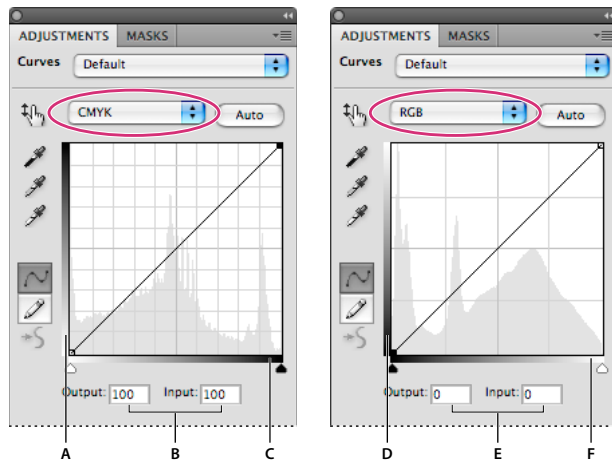 ADJUSTMENTS MASKS
Curves Default
CMYK Auto
Output: 100 Input: 100
A B C
ADJUSTMENTS MASKS
Curves Default
RGB Auto
Output: 0 Input: 0
D E F